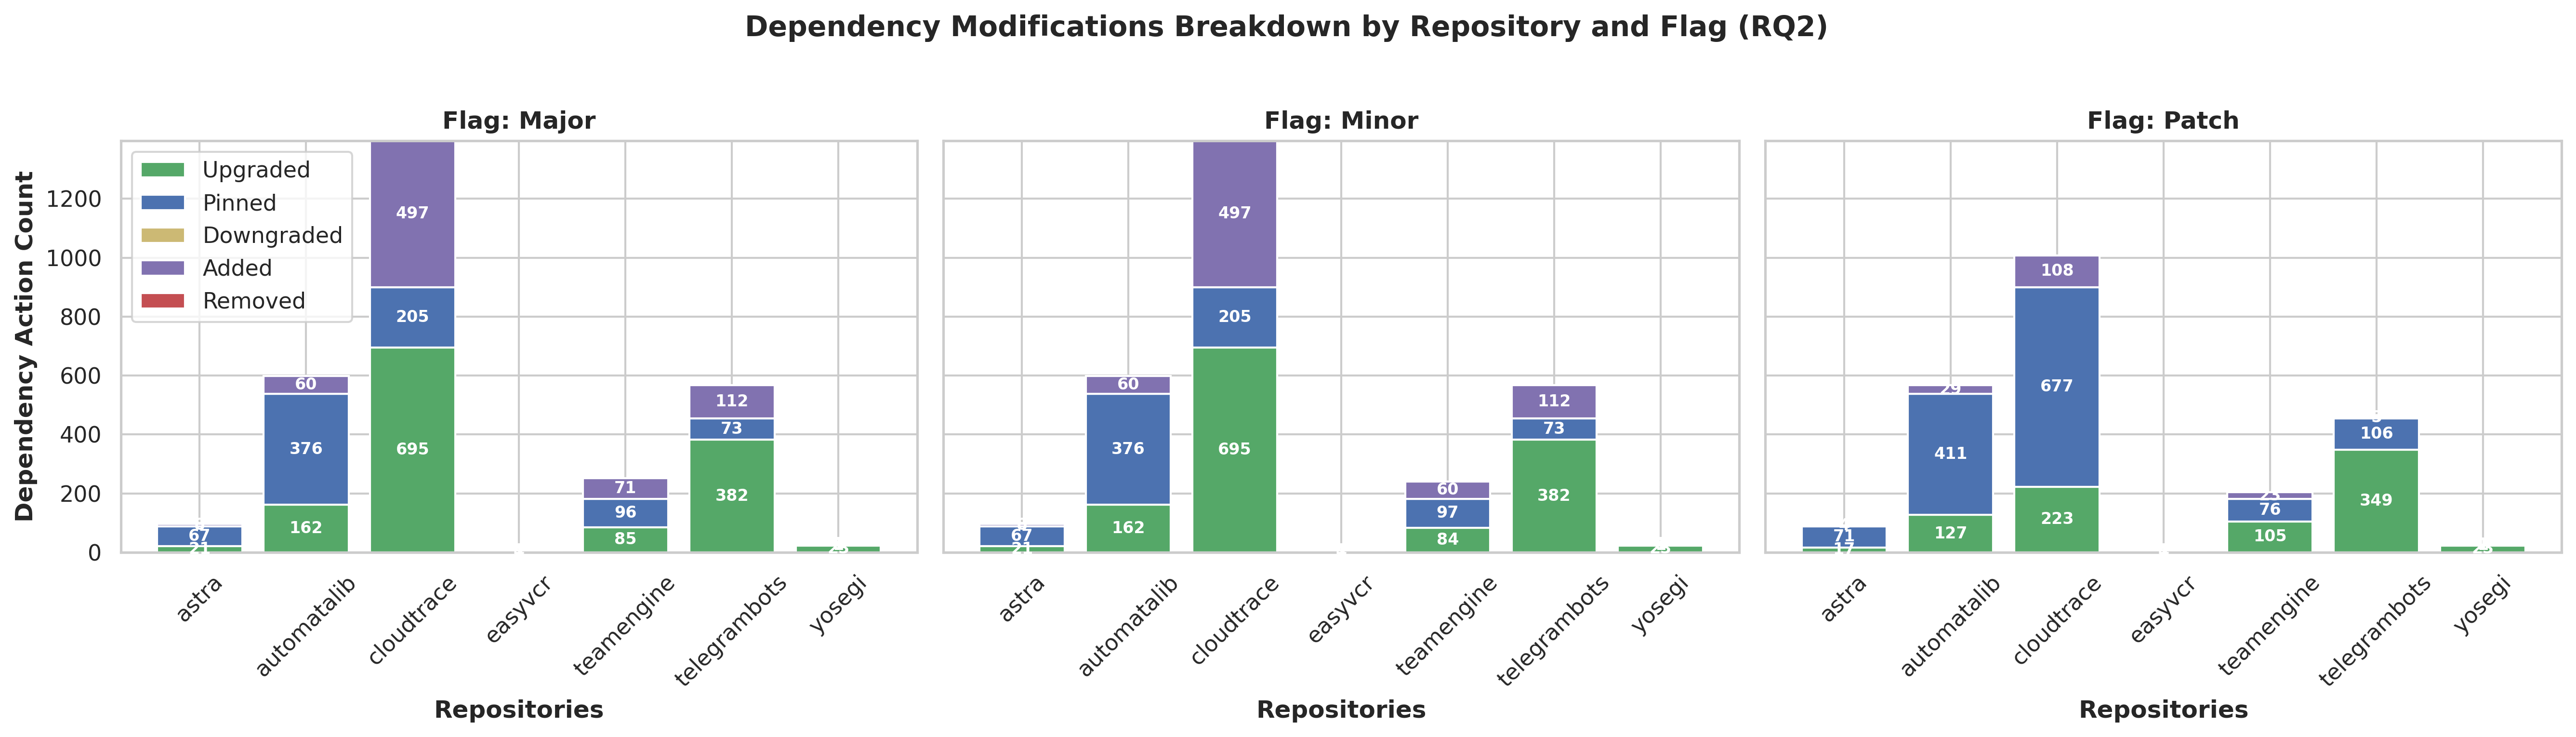 Dependency Modifications Breakdown by Repository and Flag (RQ2)
Flag: Major
Dependency Action Count
1200
1000
800
600
400
200
0
Upgraded
Pinned
Downgraded
Added
Removed
67
21
60
376
162
497
205
695
71
96
85
112
73
382
astra
automatalib
cloudtrace
easyvcr
teamengine
telegrambots
yosegi
Repositories
Flag: Minor
67
21
60
376
162
497
205
695
60
97
84
112
73
382
astra
automatalib
cloudtrace
easyvcr
teamengine
telegrambots
yosegi
Repositories
Flag: Patch
71
17
29
411
127
108
677
223
76
105
106
349
astra
automatalib
cloudtrace
easyvcr
teamengine
telegrambots
yosegi
Repositories